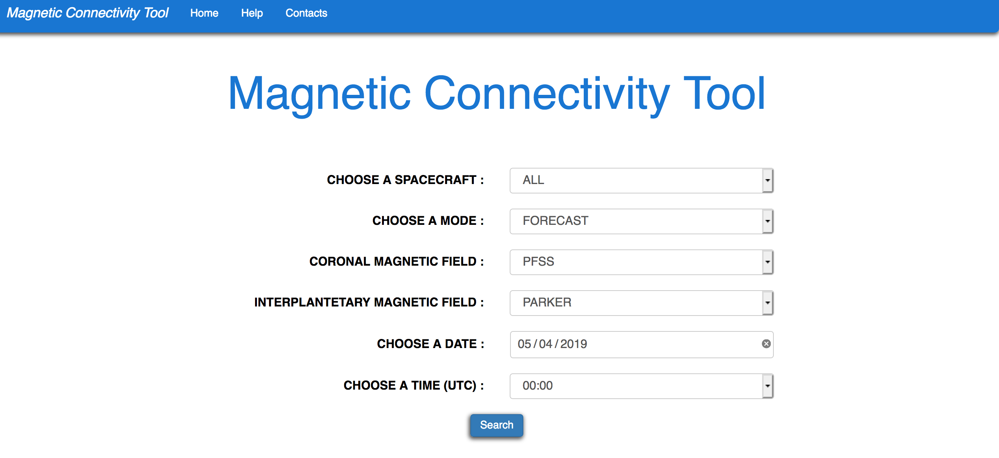 Magnetic Connectivity Tool Home Help Contacts
Magnetic Connectivity Tool
CHOOSE A SPACECRAFT : ALL
CHOOSE A MODE : FORECAST
CORONAL MAGNETIC FIELD : PFSS
INTERPLANTETARY MAGNETIC FIELD : PARKER
CHOOSE A DATE : 05/04/2019
CHOOSE A TIME (UTC) : 00:00
Search